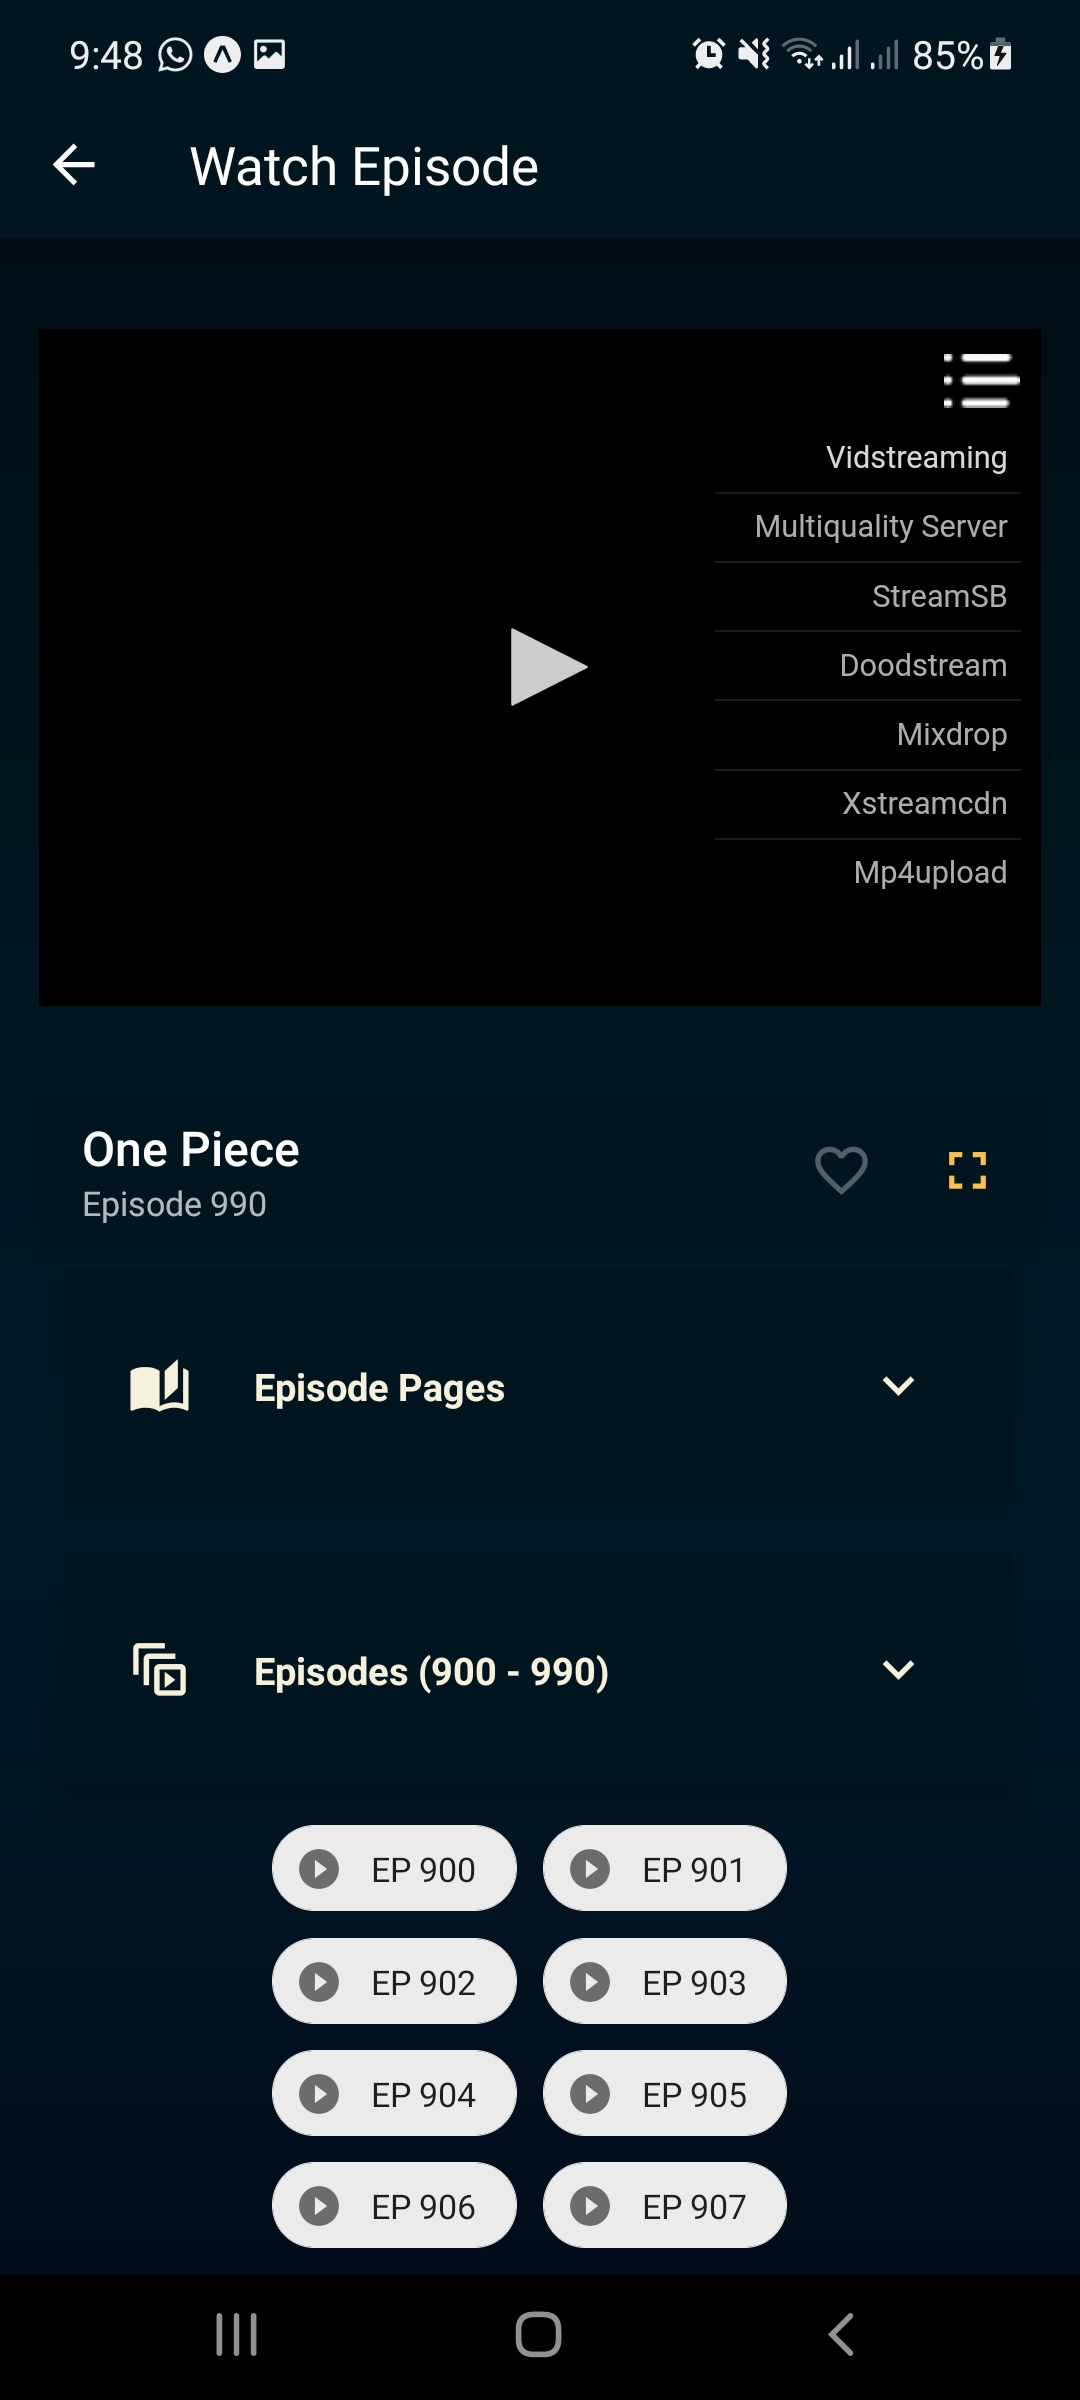 9:48 85%
Watch Episode
Vidstreaming
Multiquality Server
StreamSB
Doodstream
Mixdrop
Xstreamcdn
Mp4upload
One Piece
Episode 990
Episode Pages
Episodes (900 - 990)
EP 900 EP 901
EP 902 EP 903
EP 904 EP 905
EP 906 EP 907